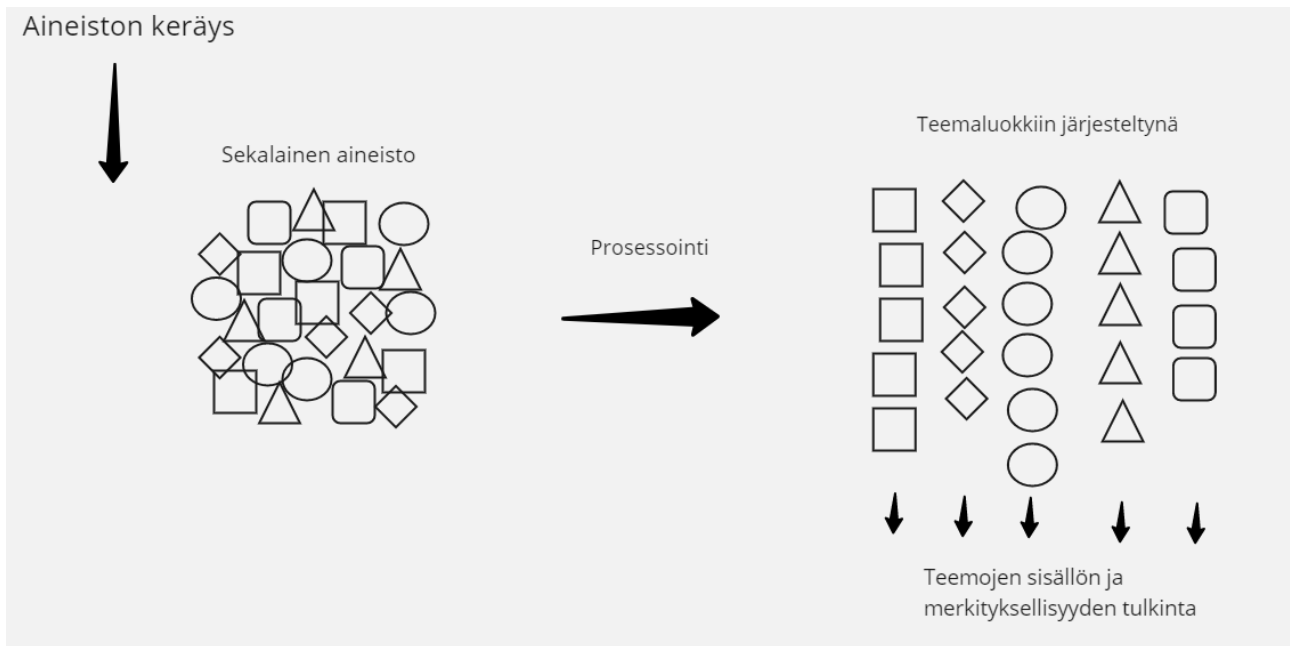 Aineiston keräys
Sekalainen aineisto
Prosessointi
Teemaluokkiin järjesteltynä
Teemojen sisällön ja
merkityksellisyyden tulkinta